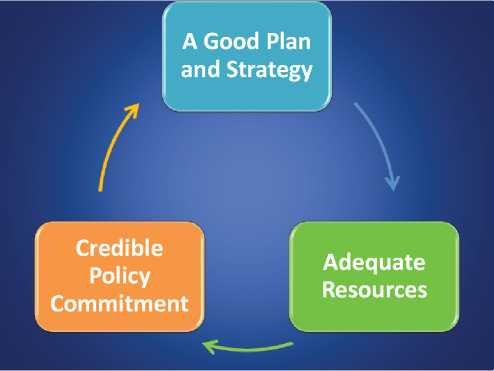 A Good Plan
and Strategy
Adequate
Resources
Credible
Policy
Commitment